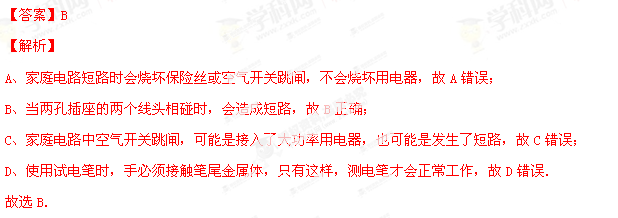 【答案】B
【解析】
A、家庭电路短路时会烧坏保险丝或空气开关跳闸，不会烧坏用电器，故 A 错误；
B、当两孔插座的两个线头相碰时，会造成短路，故 B 正确；
C、家庭电路中空气开关跳闸，可能是接入了大功率用电器，也可能是发生了短路，故 C 错误；
D、使用试电笔时，手必须接触笔尾金属体，只有这样，测电笔才会正常工作，故 D 错误．
故选 B．